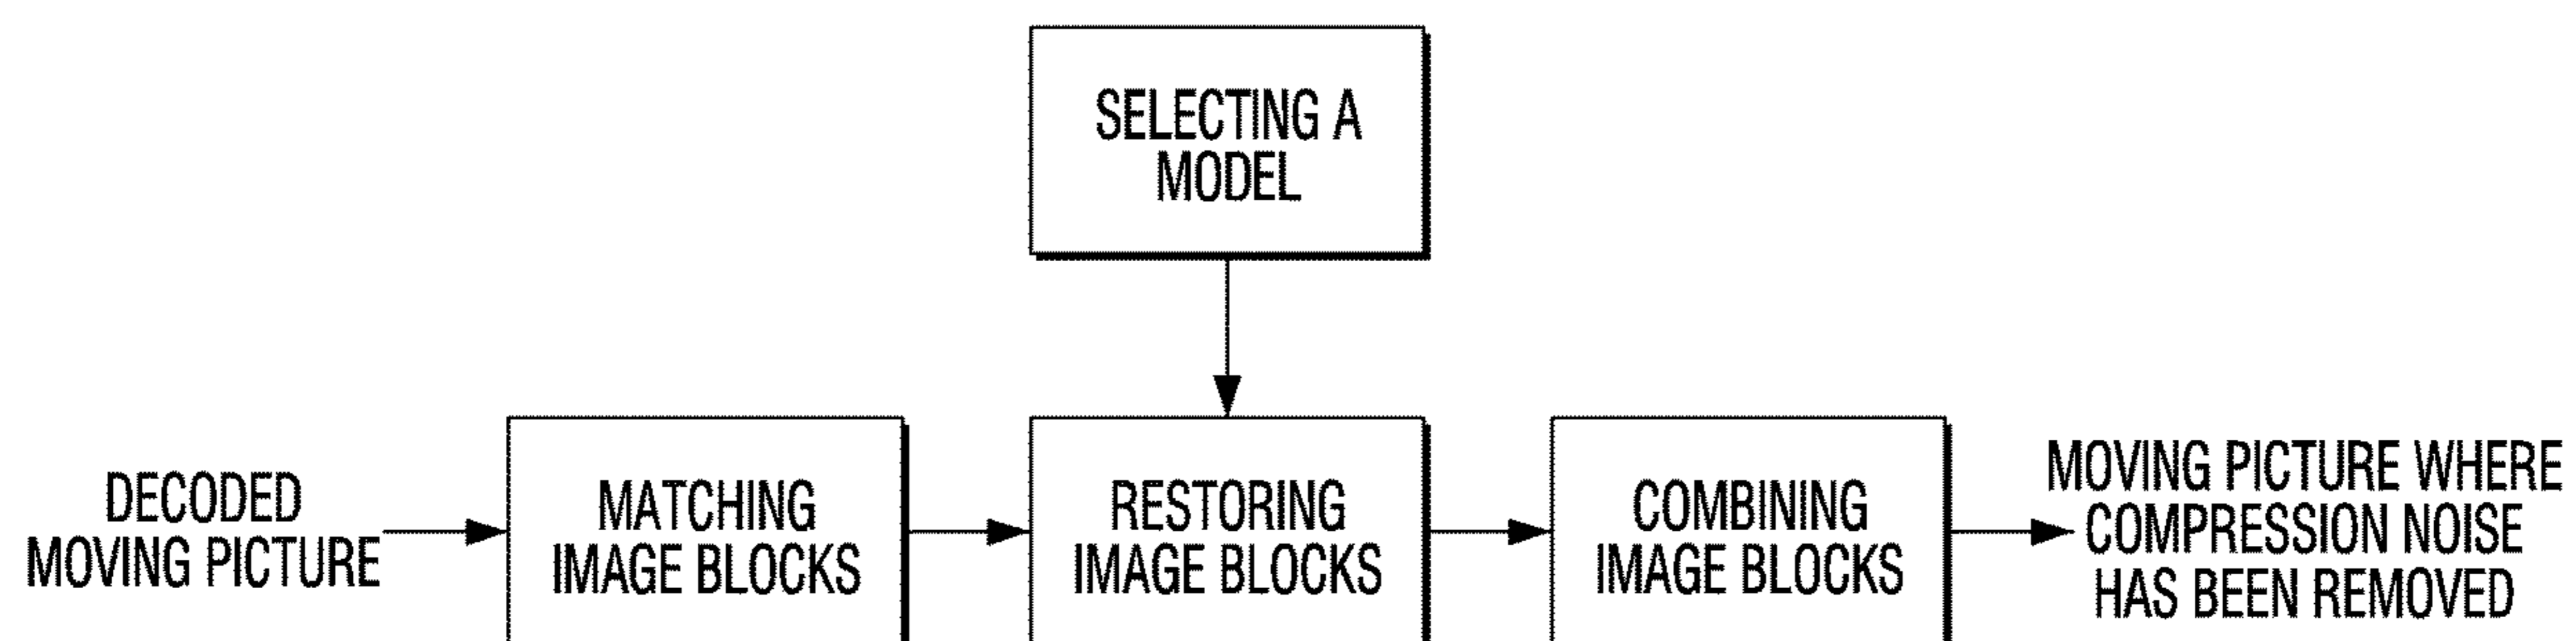 SELECTING A
MODEL
DECODED
MOVING PICTURE
MATCHING
IMAGE BLOCKS
RESTORING
IMAGE BLOCKS
COMBINING
IMAGE BLOCKS
MOVING PICTURE WHERE
COMPRESSION NOISE
HAS BEEN REMOVED